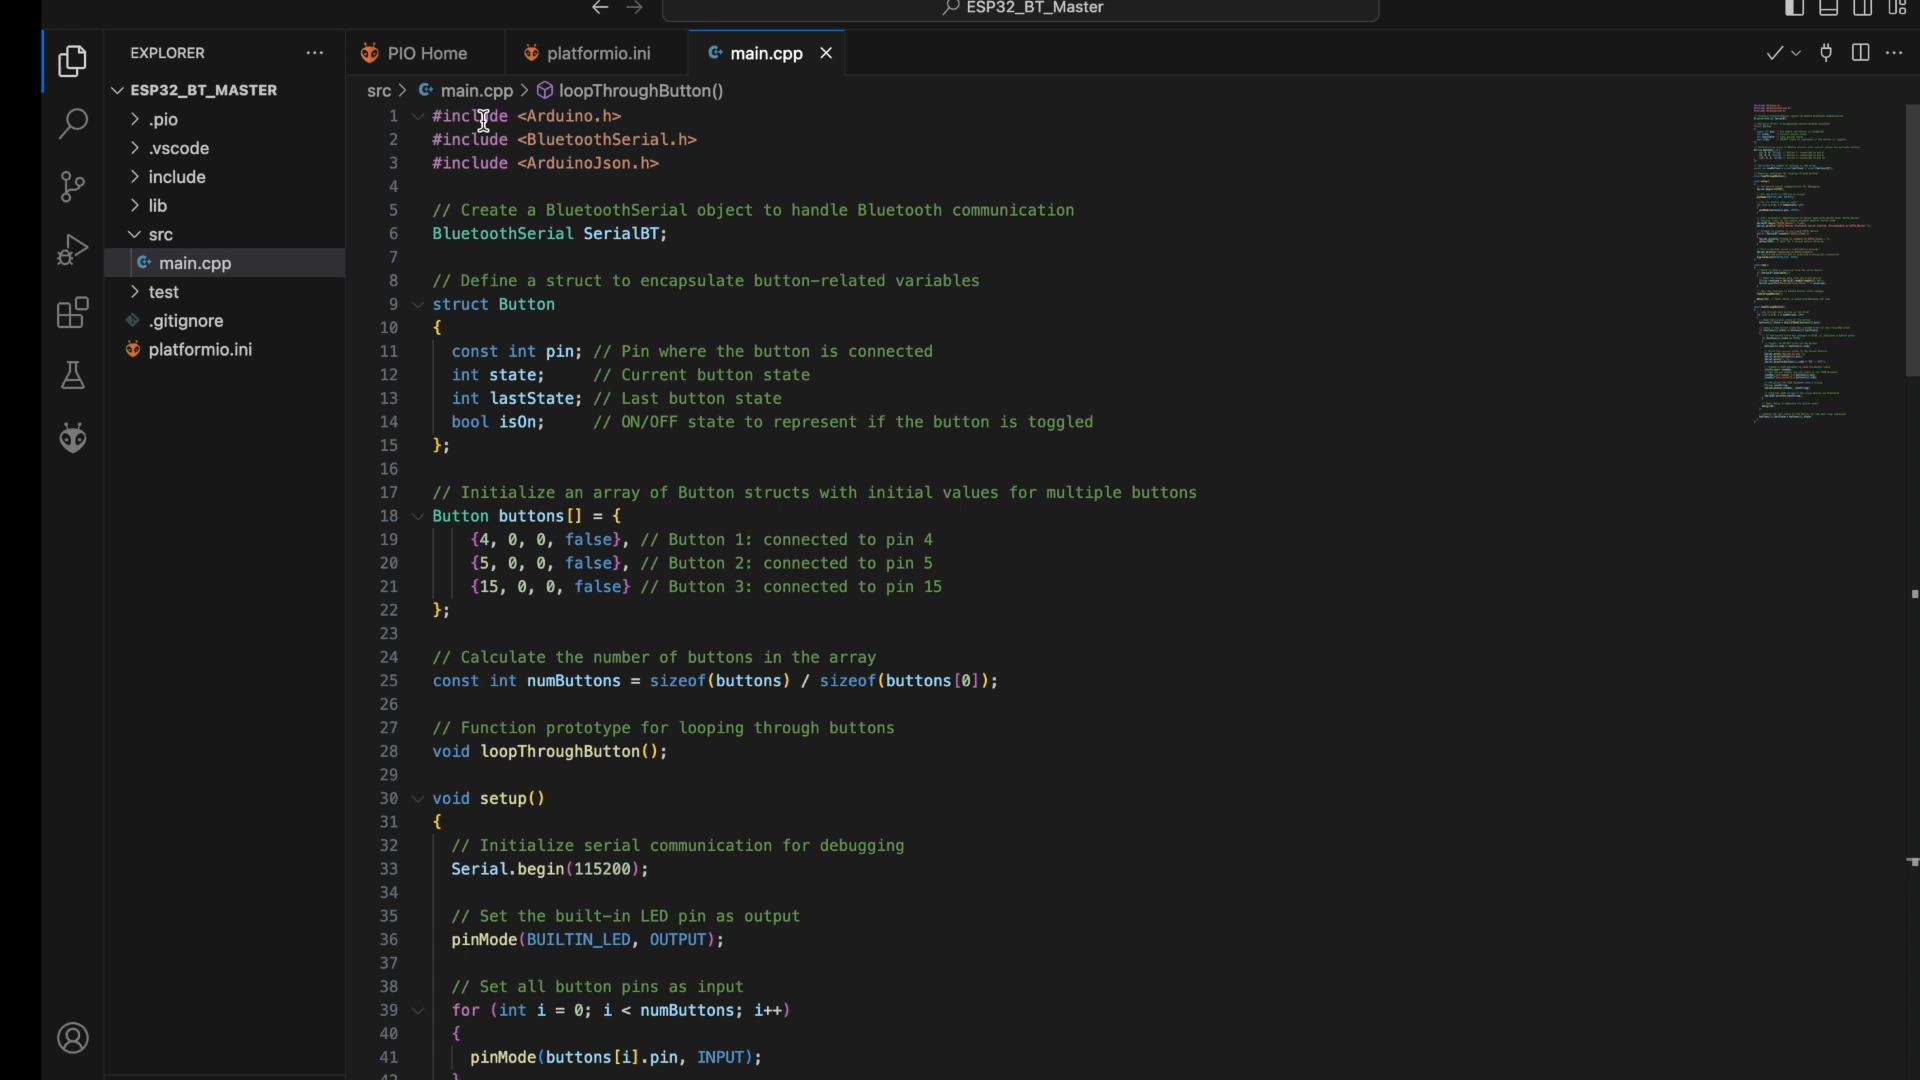 ESP32_BT_Master
EXPLORER
PIO Home
platformio.ini
main.cpp
ESP32_BT_MASTER
.pio
.vscode
include
lib
src
main.cpp
test
.gitignore
platformio.ini
src > main.cpp > loopThroughButton()
1 #include <Arduino.h>
2 #include <BluetoothSerial.h>
3 #include <ArduinoJson.h>
4
5 // Create a BluetoothSerial object to handle Bluetooth communication
6 BluetoothSerial SerialBT;
7
8 // Define a struct to encapsulate button-related variables
9 struct Button
10 {
11 const int pin; // Pin where the button is connected
12 int state; // Current button state
13 int lastState; // Last button state
14 bool isOn; // ON/OFF state to represent if the button is toggled
15 };
16
17 // Initialize an array of Button structs with initial values for multiple buttons
18 Button buttons[] = {
19 {4, 0, 0, false}, // Button 1: connected to pin 4
20 {5, 0, 0, false}, // Button 2: connected to pin 5
21 {15, 0, 0, false} // Button 3: connected to pin 15
22 };
23
24 // Calculate the number of buttons in the array
25 const int numButtons = sizeof(buttons) / sizeof(buttons[0]);
26
27 // Function prototype for looping through buttons
28 void loopThroughButton();
29
30 void setup()
31 {
32 // Initialize serial communication for debugging
33 Serial.begin(115200);
34
35 // Set the built-in LED pin as output
36 pinMode(BUILTIN_LED, OUTPUT);
37
38 // Set all button pins as input
39 for (int i = 0; i < numButtons; i++)
40 {
41 pinMode(buttons[i].pin, INPUT);